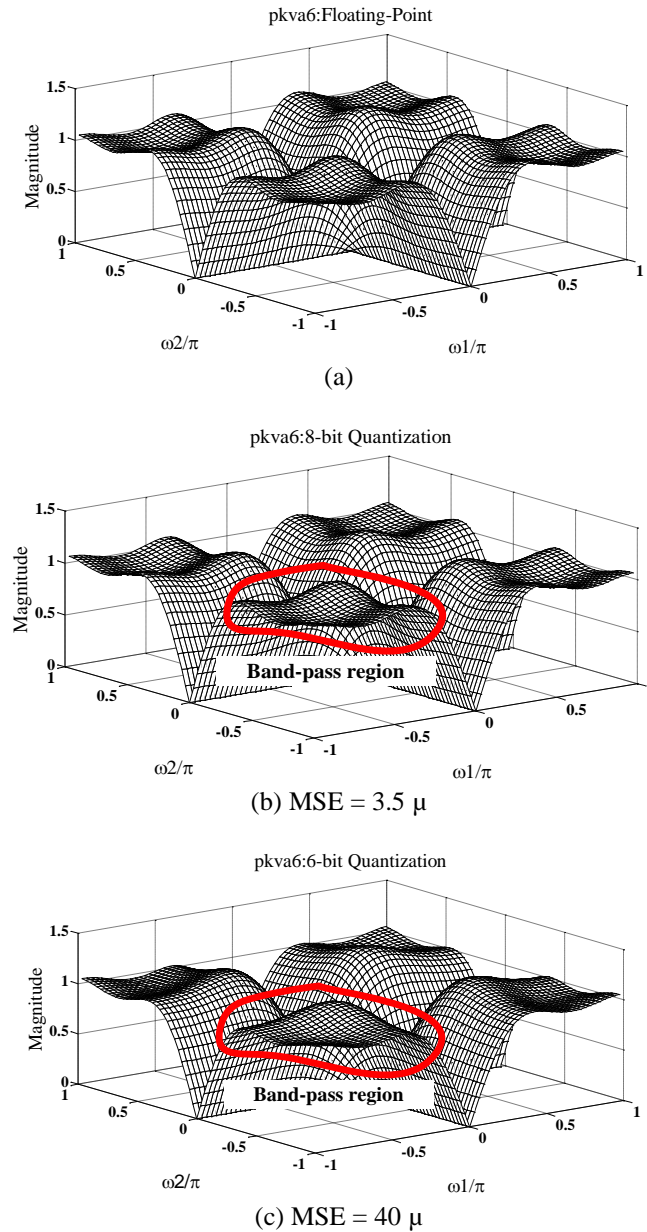 pkva6:Floating-Point
1.5
1
0.5
0
Magnitude
1
0.5
0
-0.5
-1
ω2/π
-1
-0.5
0
0.5
1
ω1/π
(a)
pkva6:8-bit Quantization
1.5
1
0.5
0
Magnitude
Band-pass region
1
0.5
0
-0.5
-1
ω2/π
-1
-0.5
0
0.5
ω1/π
(b) MSE = 3.5 μ
pkva6:6-bit Quantization
1.5
1
0.5
0
Magnitude
Band-pass region
1
0.5
0
-0.5
-1
ω2/π
-1
-0.5
0
0.5
1
ω1/π
(c) MSE = 40 μ